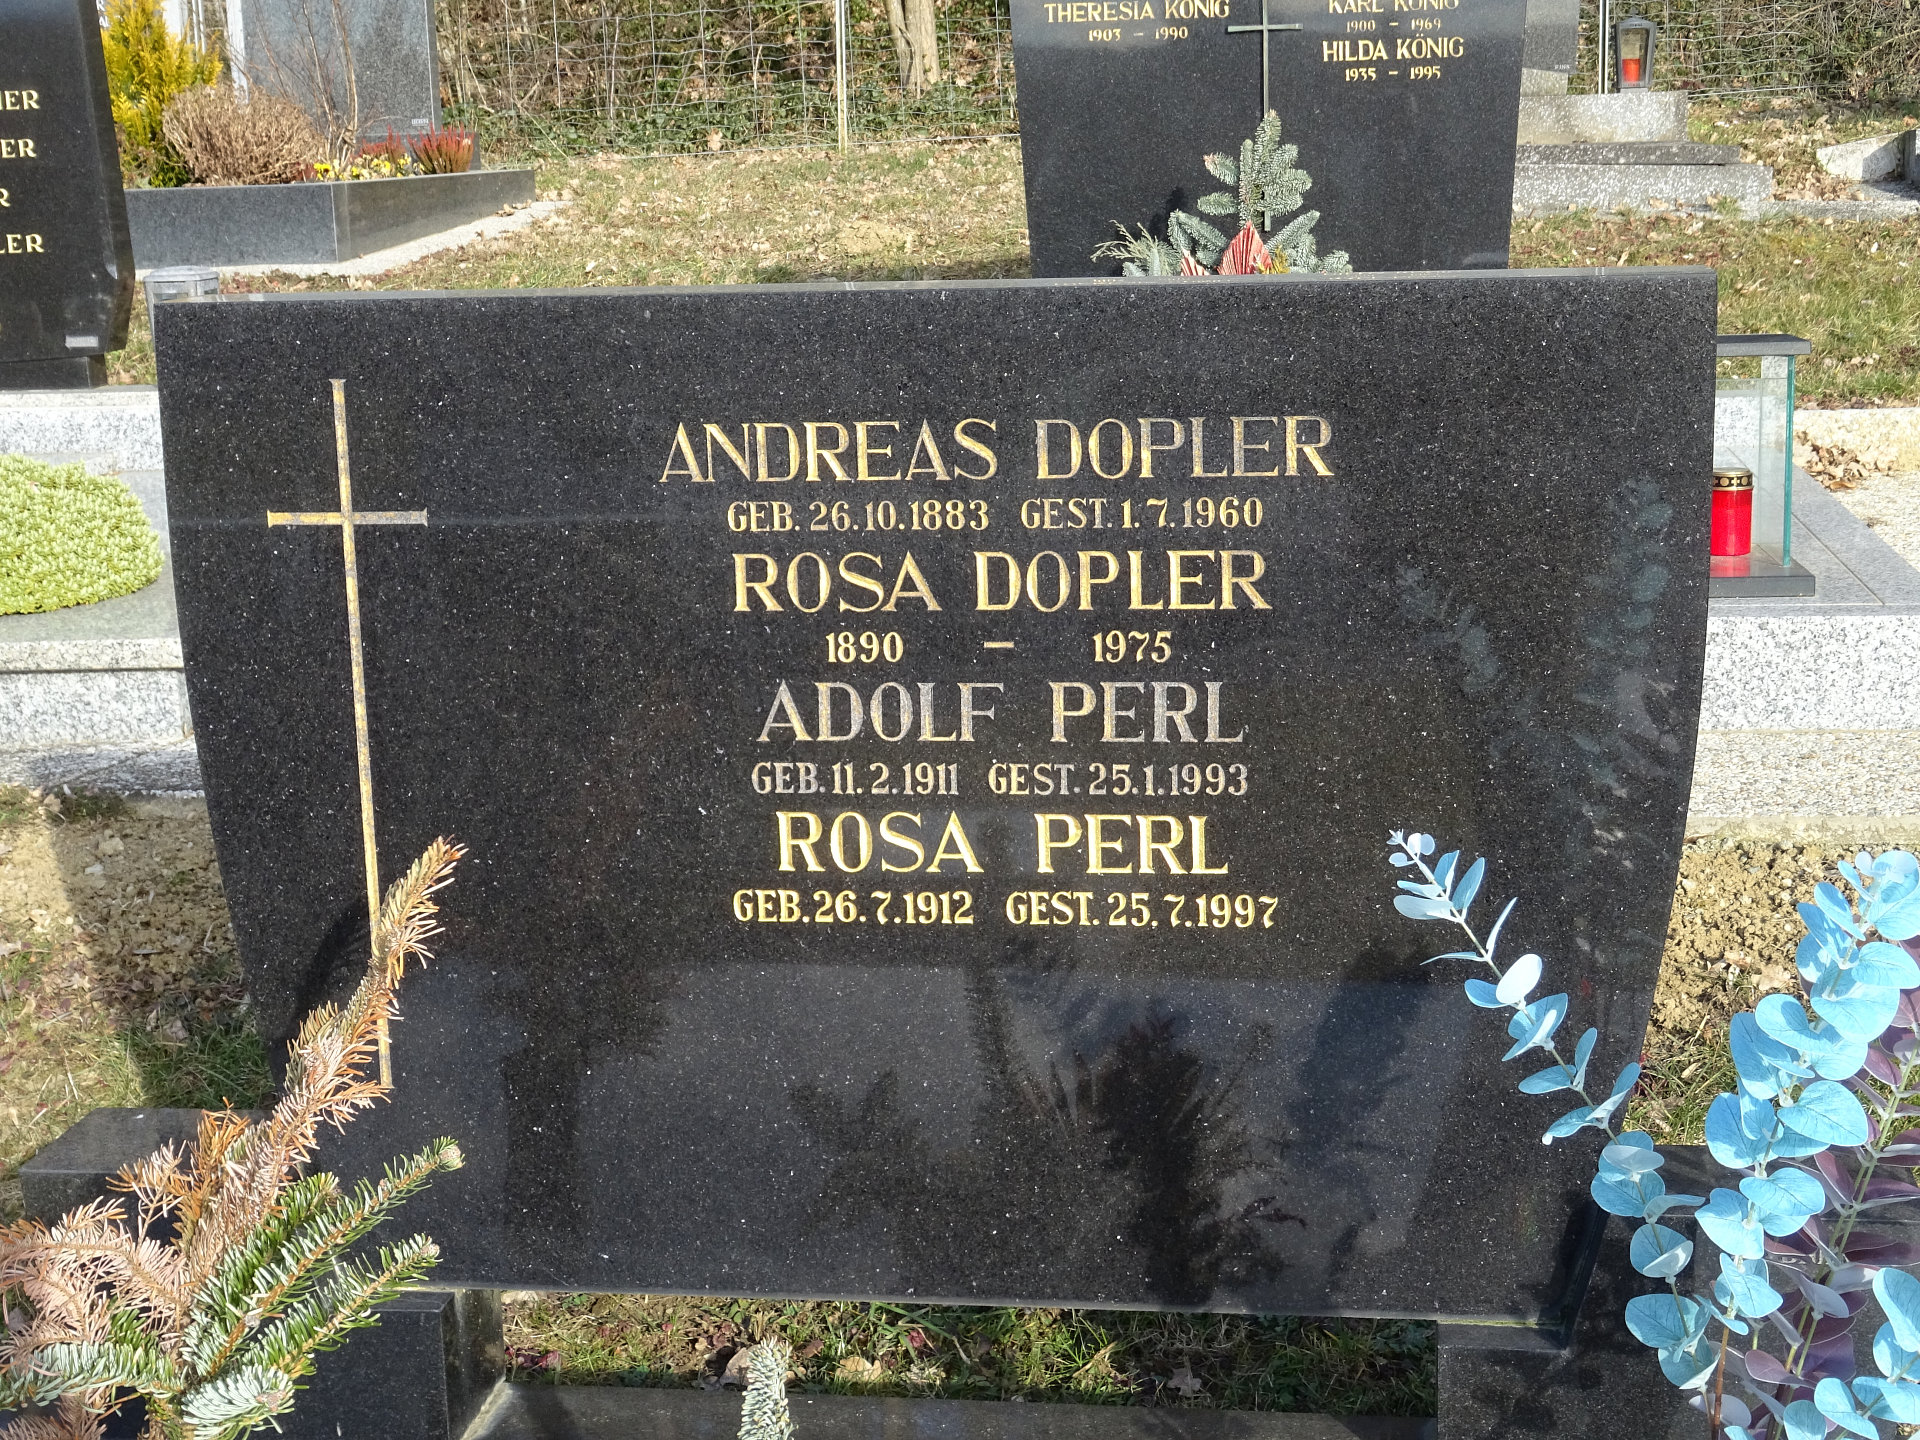 THERESIA KÖNIG
1903 – 1990
KARL KÖNIG
1900 – 1969
HILDA KÖNIG
1935 – 1995
ANDREAS DOPLER
GEB. 26.10.1883 GEST. 1.7.1960
ROSA DOPLER
1890 – 1975
ADOLF PERL
GEB. 11.2.1911 GEST. 25.1.1993
ROSA PERL
GEB. 26.7.1912 GEST. 25.7.1997